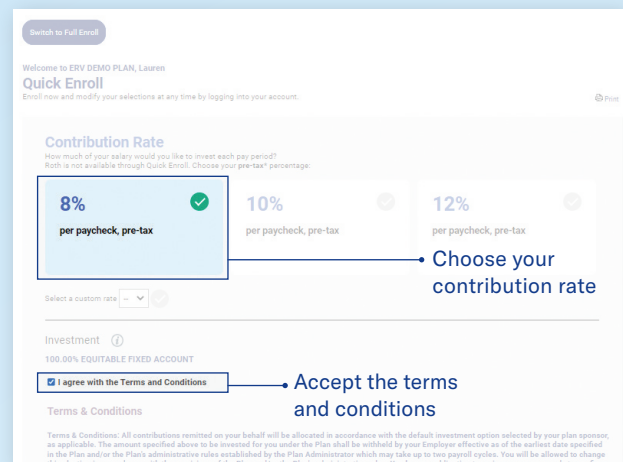 Switch to Full Enroll
Welcome to ERV DEMO PLAN, Lauren
Quick Enroll
Enroll now and modify your selections at any time by logging into your account.
Print
Contribution Rate
How much of your salary would you like to invest each pay period?
Roth is not available through Quick Enroll. Choose your pre-tax* percentage:
8%
10%
12%
per paycheck, pre-tax
per paycheck, pre-tax
per paycheck, pre-tax
Choose your
contribution rate
Select a custom rate --
Investment
100.00% EQUITABLE FIXED ACCOUNT
I agree with the Terms and Conditions
Accept the terms
and conditions
Terms & Conditions
Terms & Conditions: All contributions remitted on your behalf will be allocated in accordance with the default investment option selected by your plan sponsor,
as applicable. The amount specified above to be invested for you under the Plan shall be withheld by your Employer effective as of the earliest date specified
in the Plan and/or the Plan's administrative rules established by the Plan Administrator which may take up to two payroll cycles. You will be allowed to change